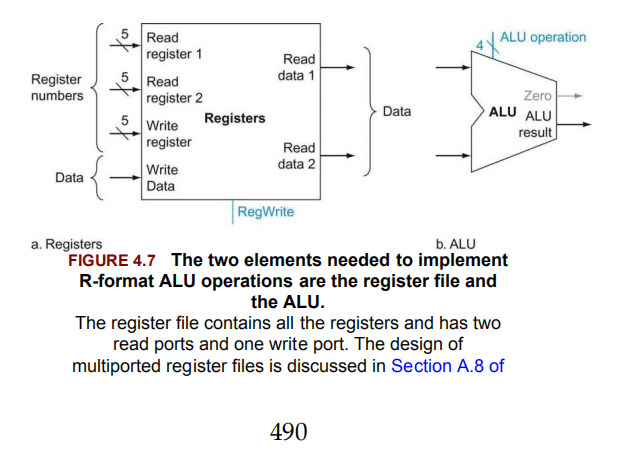 5
Read
register 1
5
Read
register 2
5
Write
register
Write
Data
Registers
Read
data 1
Read
data 2
RegWrite
Register
numbers
Data
Data
4
ALU operation
Zero
ALU
ALU
result
a. Registers
b. ALU
FIGURE 4.7 The two elements needed to implement
R-format ALU operations are the register file and
the ALU.
The register file contains all the registers and has two
read ports and one write port. The design of
multiported register files is discussed in Section A.8 of
490